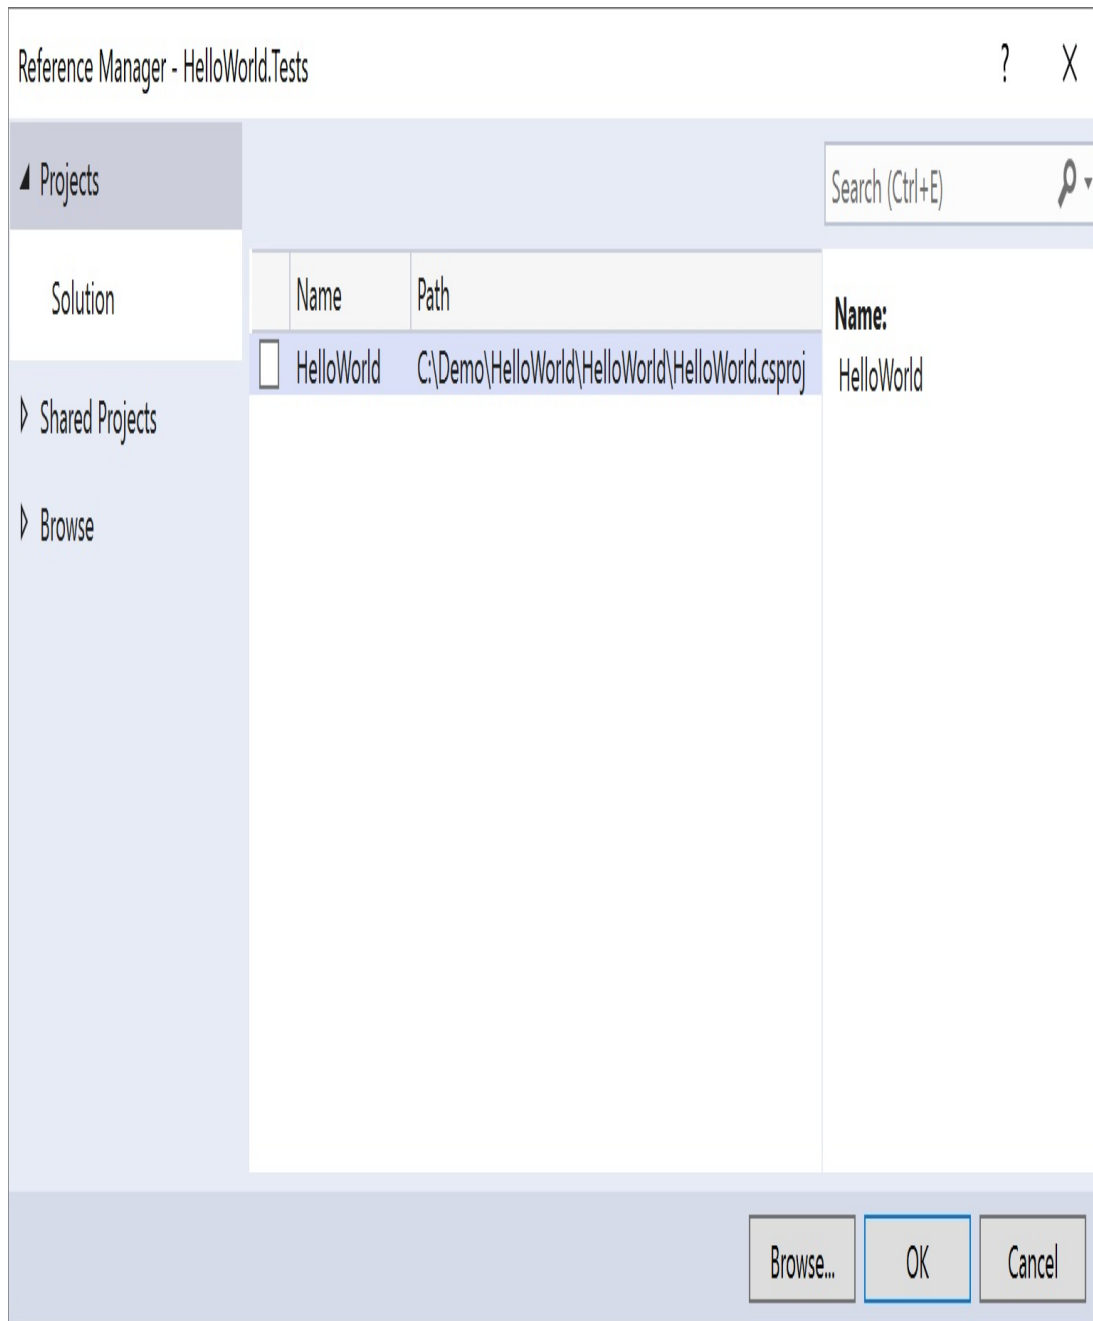 Reference Manager - HelloWorld.Tests ? X
Projects
Search (Ctrl+E)
Solution
Name Path
HelloWorld C:\Demo\HelloWorld\HelloWorld\HelloWorld.csproj
Name:
HelloWorld
Shared Projects
Browse
Browse... OK Cancel